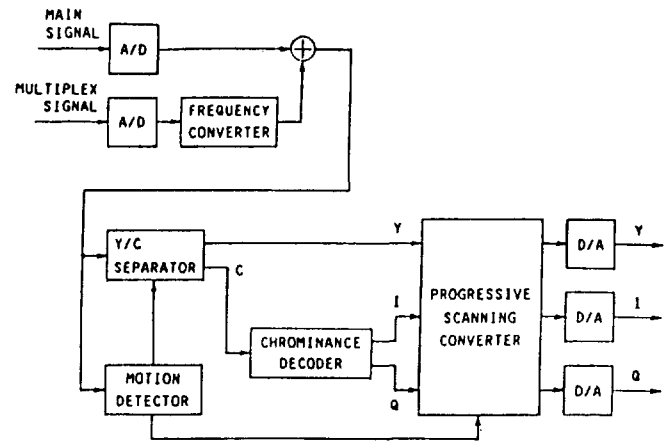 MAIN
SIGNAL
A/D
MULTIPLEX
SIGNAL
A/D
FREQUENCY
CONVERTER
Y/C
SEPARATOR
C
Y
I
Q
CHROMINANCE
DECODER
MOTION
DETECTOR
PROGRESSIVE
SCANNING
CONVERTER
D/A
Y
D/A
I
D/A
Q